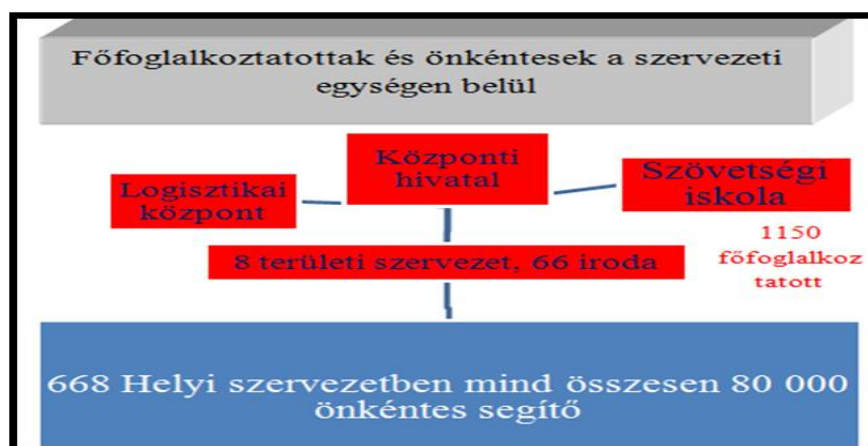 Főfoglalkoztatottak és önkéntesek a szervezeti
egységen belül
Központi
hivatal
Logisztikai
központ
Szövetségi
iskola
8 területi szervezet, 66 iroda
1150
főfoglalkoz
tatott
668 Helyi szervezetben mind összesen 80 000
önkéntes segítő